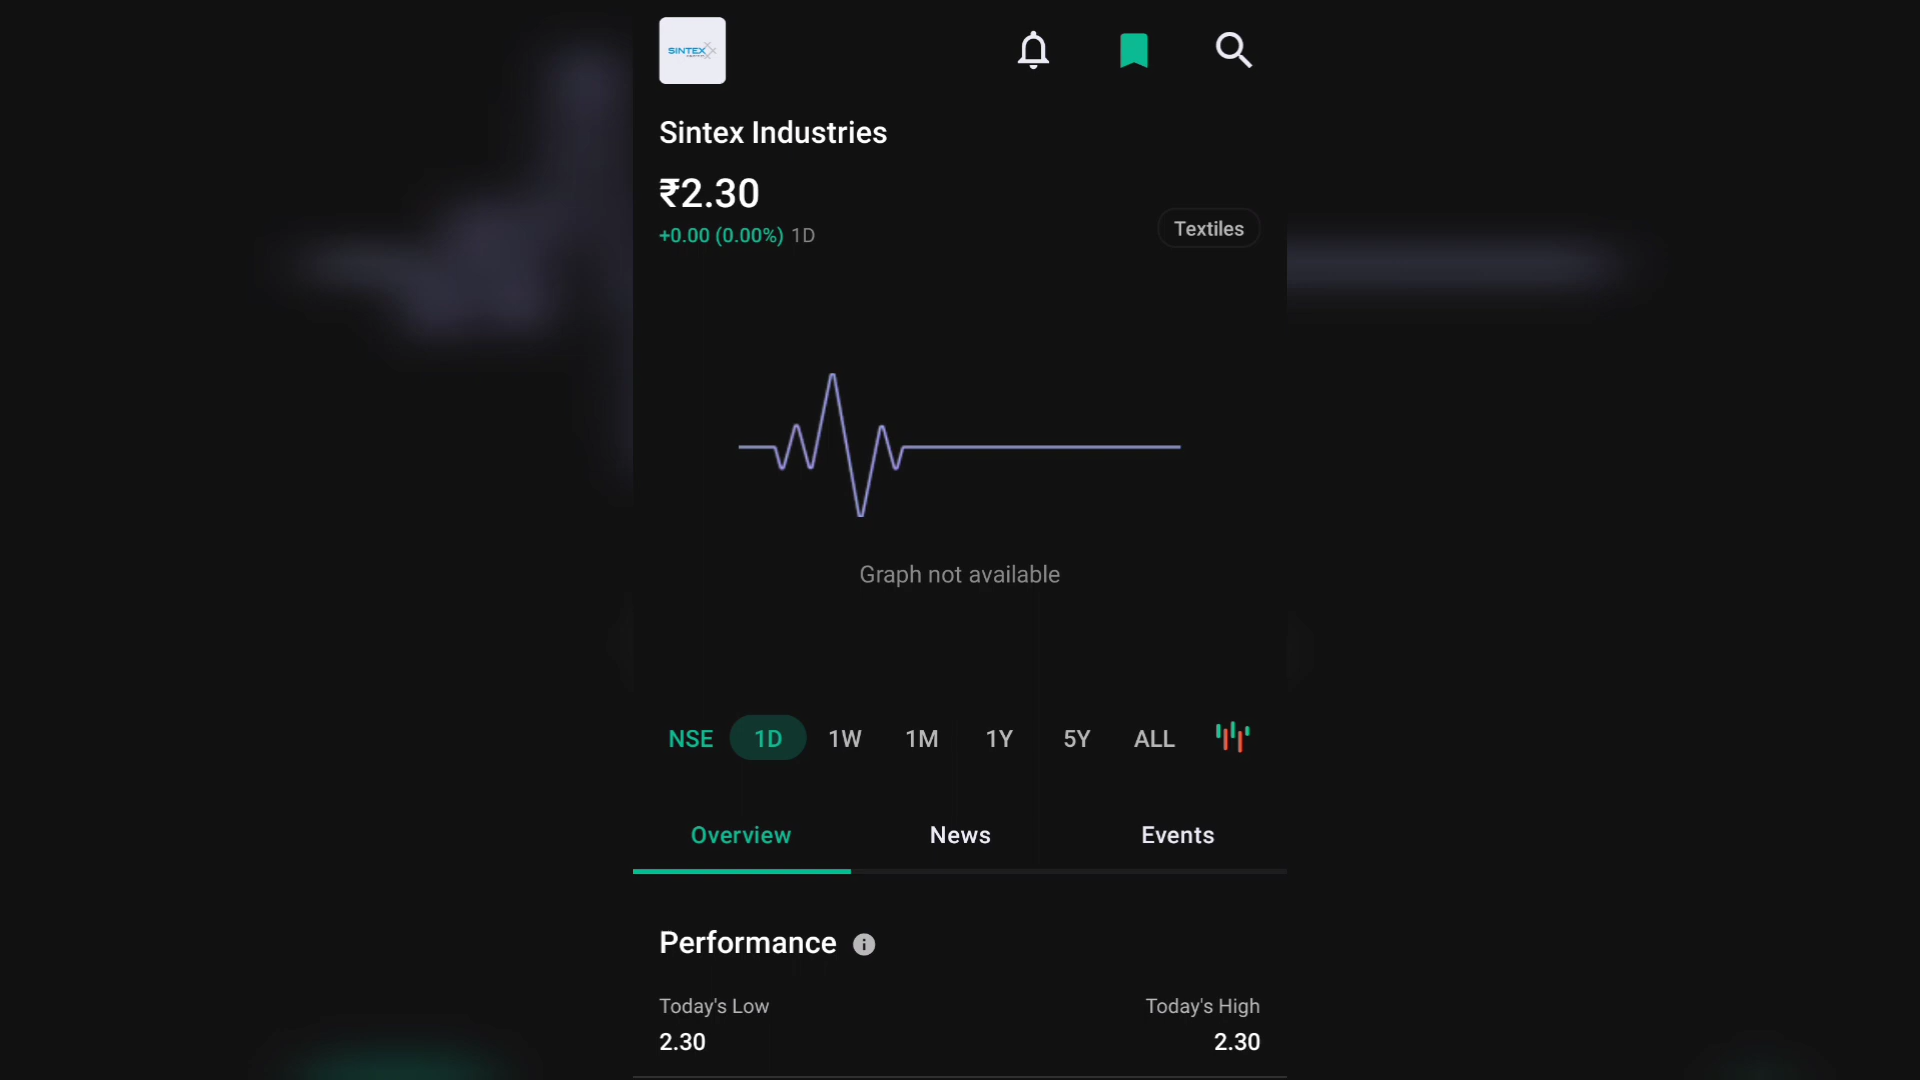 SINTEX
Sintex Industries
₹2.30
+0.00 (0.00%) 1D
Textiles
Graph not available
NSE 1D 1W 1M 1Y 5Y ALL
Overview News Events
Performance
Today's Low Today's High
2.30 2.30